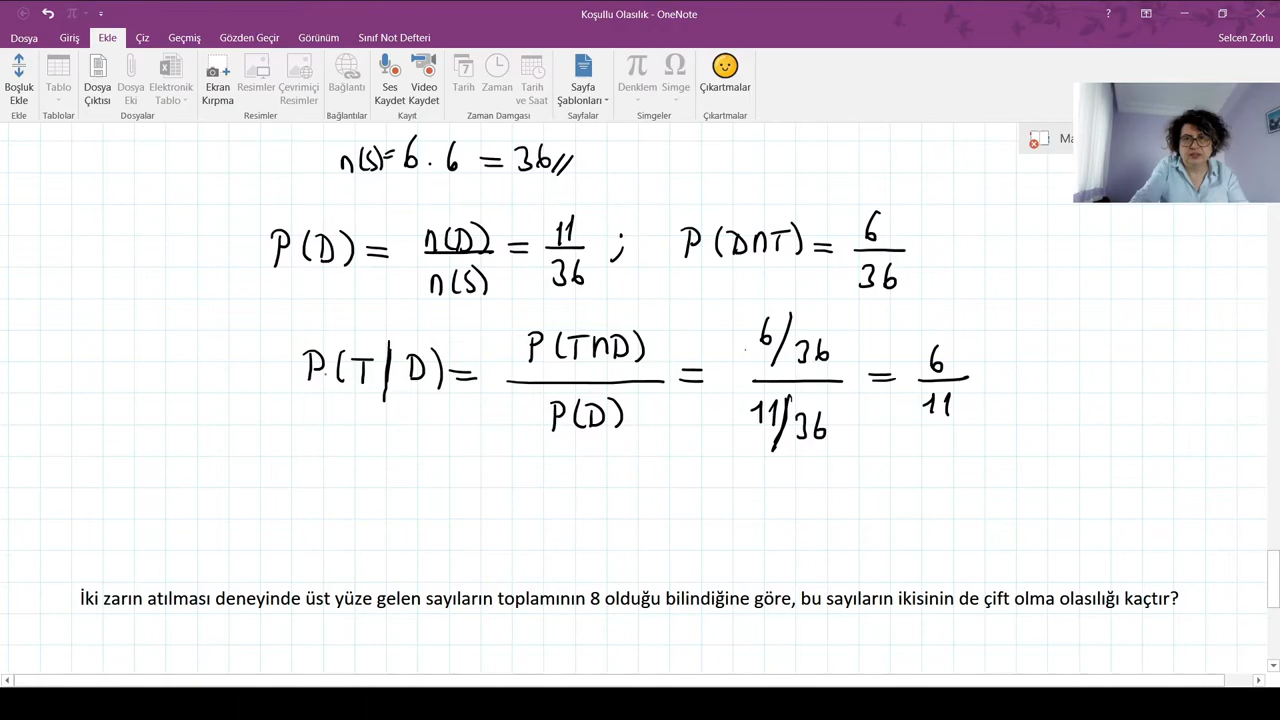 Koşullu Olasılık - OneNote
Dosya Giriş Ekle Çiz Geçmiş Gözden Geçir Görünüm Sınıf Not Defteri Selcen Zorlu
Boşluk Ekle
Tablo
Dosya Çıktısı
Dosya Eki
Elektronik Tablo
Ekran Kırpma
Resimler
Çevrimiçi Resimler
Bağlantı
Ses Kaydet
Video Kaydet
Tarih
Zaman
Tarih ve Saat
Sayfa Şablonları
Denklem
Simge
Çıkartmalar
Ekle Tablolar Dosyalar Resimler Bağlantılar Kayıt Zaman Damgası Sayfalar Simgeler Çıkartmalar
n(S)= 6 . 6 = 36//
P(D) = n(D)/n(S) = 11/36 ; P(D∩T) = 6/36
P(T|D) = P(T∩D)/P(D) = (6/36)/(11/36) = 6/11
İki zarın atılması deneyinde üst yüze gelen sayıların toplamının 8 olduğu bilindiğine göre, bu sayıların ikisinin de çift olma olasılığı kaçtır?